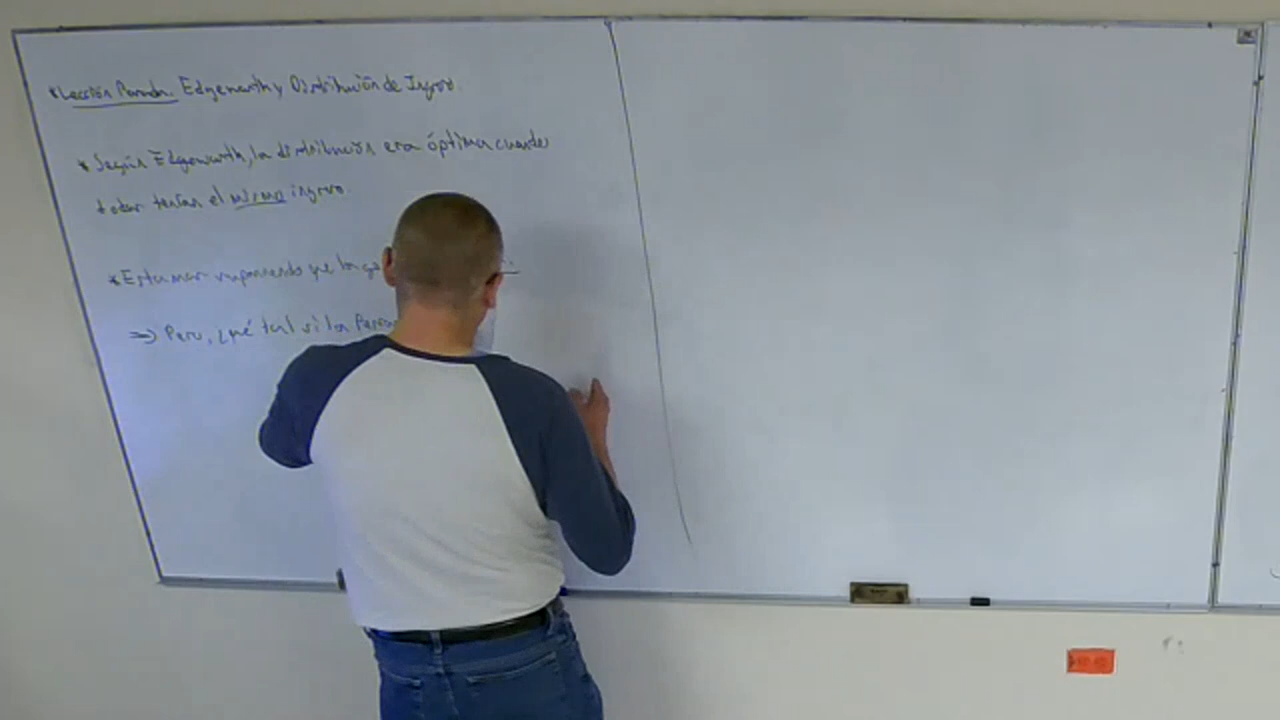 * Lección Pasada: Edgeworth y Distribución de Ingreso.
* Según Edgeworth, la distribución era óptima cuando
todos tenían el mismo ingreso.
* Estamos suponiendo que las
=> Pero, ¿qué tal si las